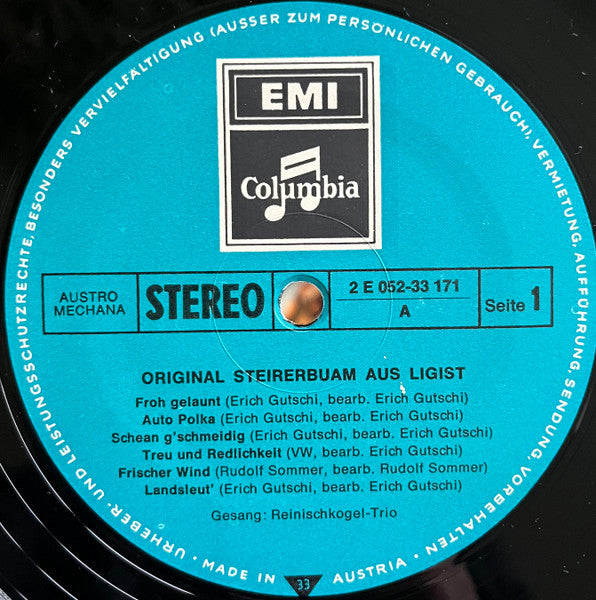 URHEBER- UND LEISTUNGSSCHUTZRECHTE, BESONDERS VERVIELFÄLTIGUNG (AUSSER ZUM PERSÖNLICHEN GEBRAUCH), VERMIETUNG, AUFFÜHRUNG, SENDUNG, VORBEHALTEN •
EMI
Columbia
AUSTRO
MECHANA
STEREO
2 E 052-33 171
A
Seite 1
ORIGINAL STEIRERBUAM AUS LIGIST
Froh gelaunt (Erich Gutschi, bearb. Erich Gutschi)
Auto Polka (Erich Gutschi, bearb. Erich Gutschi)
Schean g'schmeidig (Erich Gutschi, bearb. Erich Gutschi)
Treu und Redlichkeit (VW, bearb. Erich Gutschi)
Frischer Wind (Rudolf Sommer, bearb. Rudolf Sommer)
Landsleut' (Erich Gutschi, bearb. Erich Gutschi)
Gesang: Reinischkogel-Trio
• MADE IN 33 AUSTRIA •